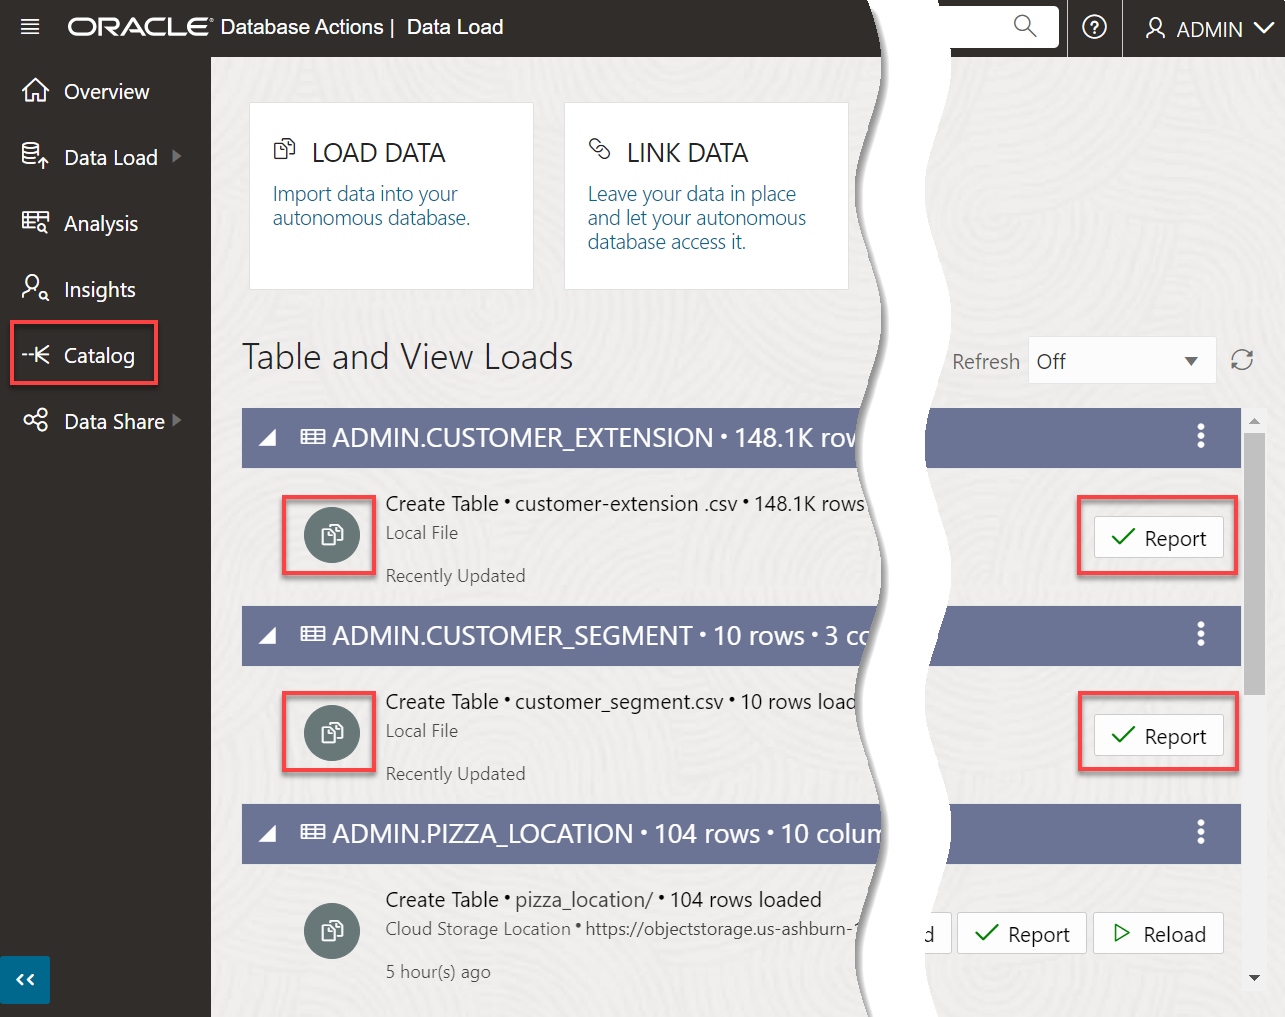 ORACLE® Database Actions | Data Load
ADMIN
Overview
Data Load
Analysis
Insights
Catalog
Data Share
LOAD DATA
Import data into your
autonomous database.
LINK DATA
Leave your data in place
and let your autonomous
database access it.
Table and View Loads
Refresh Off
ADMIN.CUSTOMER_EXTENSION • 148.1K
Create Table • customer-extension .csv • 148.1K rows
Local File
Recently Updated
Report
ADMIN.CUSTOMER_SEGMENT • 10 rows • 3
Create Table • customer_segment.csv • 10 rows load
Local File
Recently Updated
Report
ADMIN.PIZZA_LOCATION • 104 rows • 10
Create Table • pizza_location/ • 104 rows loaded
Cloud Storage Location • https://objectstorage.us-ashburn-
5 hour(s) ago
d Report Reload